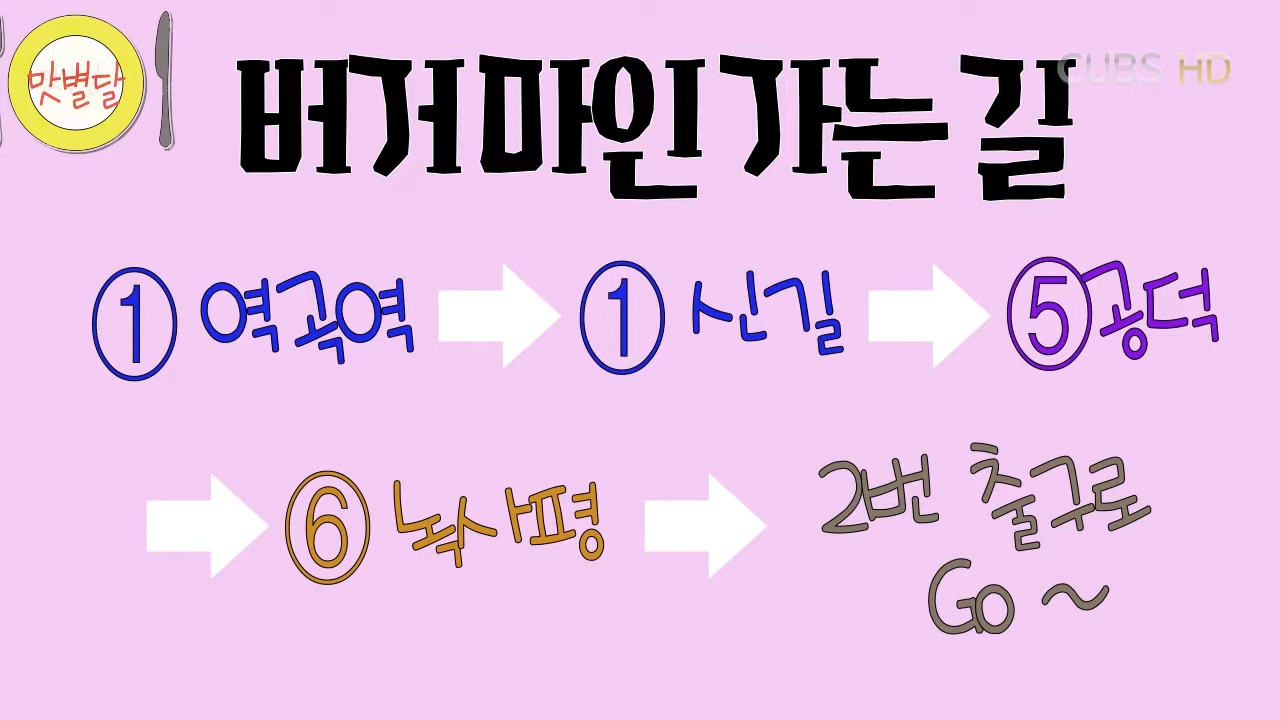 맛별달
CUBS HD
버거마인 가는 길
① 역곡역 ① 신길 ⑤ 공덕
⑥ 녹사평 2번 출구로
Go ~